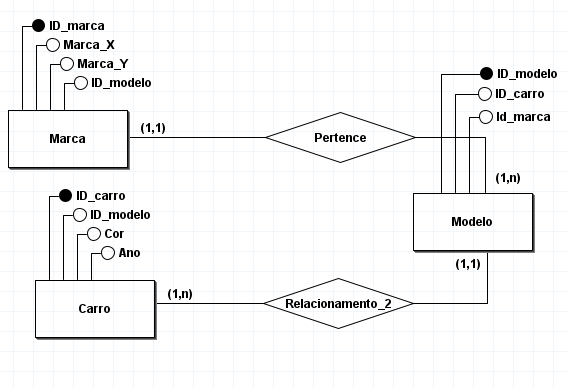 ID_marca
Marca_X
Marca_Y
ID_modelo
Marca
(1,1)
Pertence
ID_modelo
ID_carro
Id_marca
(1,n)
Modelo
(1,1)
ID_carro
ID_modelo
Cor
Ano
Carro
(1,n)
Relacionamento_2